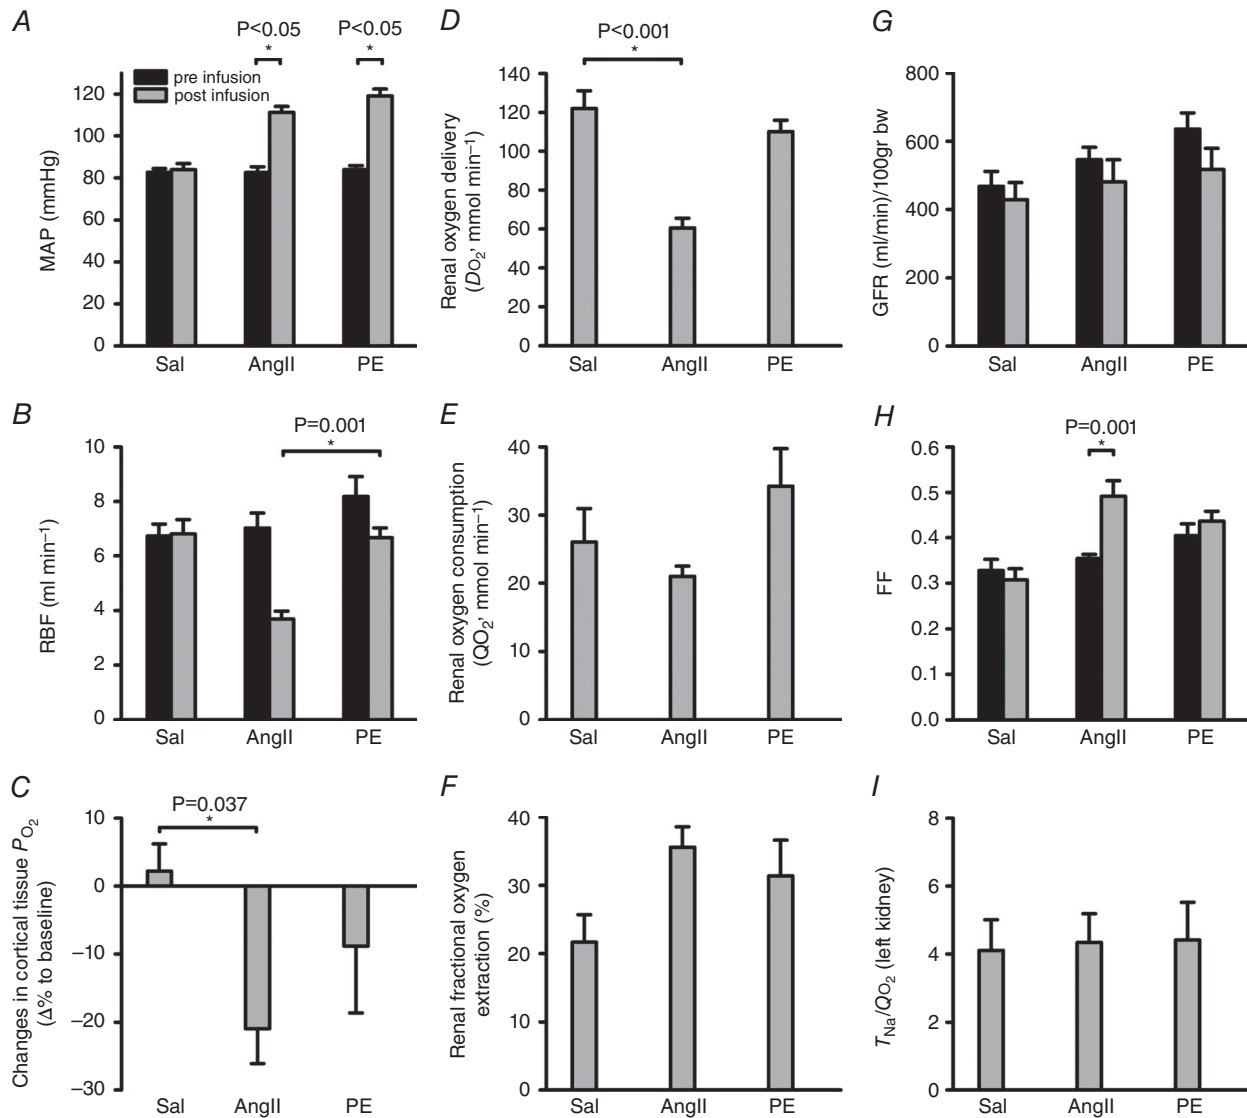 A
P<0.05
*
P<0.05
*
pre infusion
post infusion
MAP (mmHg)
120
100
80
60
40
20
0
Sal
AngII
PE
B
P=0.001
*
RBF (ml min⁻¹)
10
8
6
4
2
0
Sal
AngII
PE
C
P=0.037
*
Changes in cortical tissue PO₂
(Δ% to baseline)
10
0
−10
−20
−30
Sal
AngII
PE
D
P<0.001
*
Renal oxygen delivery
(DO₂, mmol min⁻¹)
140
120
100
80
60
40
20
0
Sal
AngII
PE
E
Renal oxygen consumption
(QO₂, mmol min⁻¹)
40
30
20
10
0
Sal
AngII
PE
F
Renal fractional oxygen
extraction (%)
40
30
20
10
0
Sal
AngII
PE
G
GFR (ml/min)/100gr bw
800
600
400
200
0
Sal
AngII
PE
H
P=0.001
*
FF
0.6
0.5
0.4
0.3
0.2
0.1
0.0
Sal
AngII
PE
I
TNa/QO₂ (left kidney)
8
6
4
2
0
Sal
AngII
PE